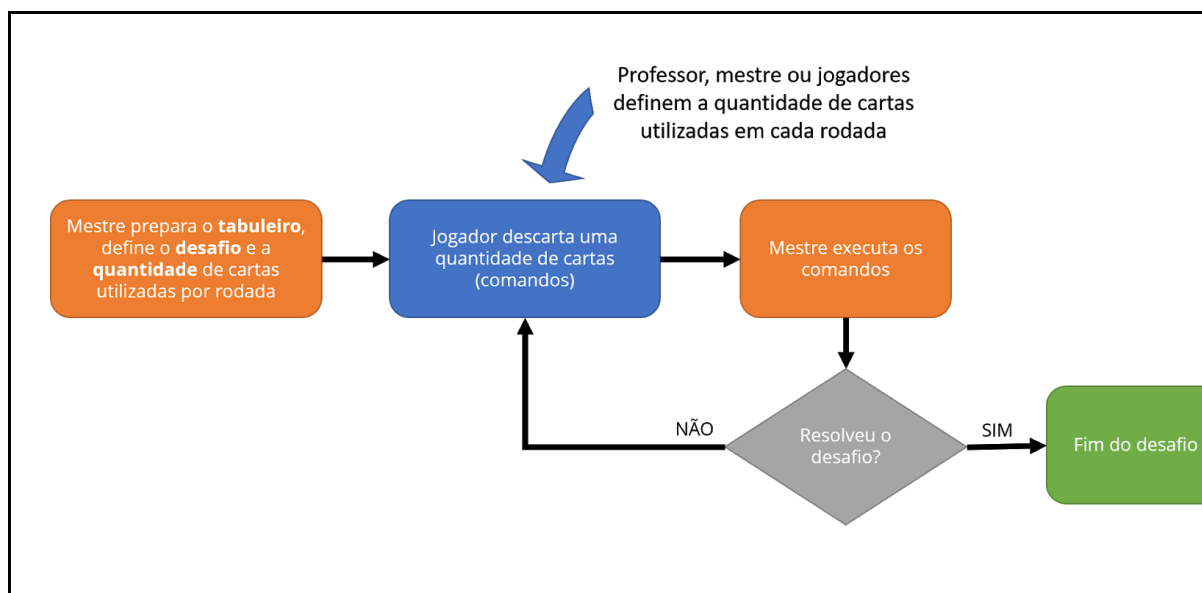 Professor, mestre ou jogadores
definem a quantidade de cartas
utilizadas em cada rodada
Mestre prepara o tabuleiro,
define o desafio e a
quantidade de cartas
utilizadas por rodada
Jogador descarta uma
quantidade de cartas
(comandos)
Mestre executa os
comandos
NÃO
Resolveu o
desafio?
SIM
Fim do desafio